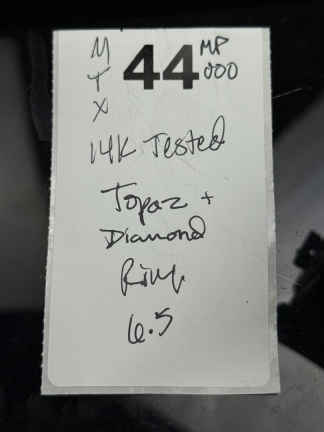 M T X 44 MP 000
14K Tested
Topaz +
Diamond
Ring
6.5